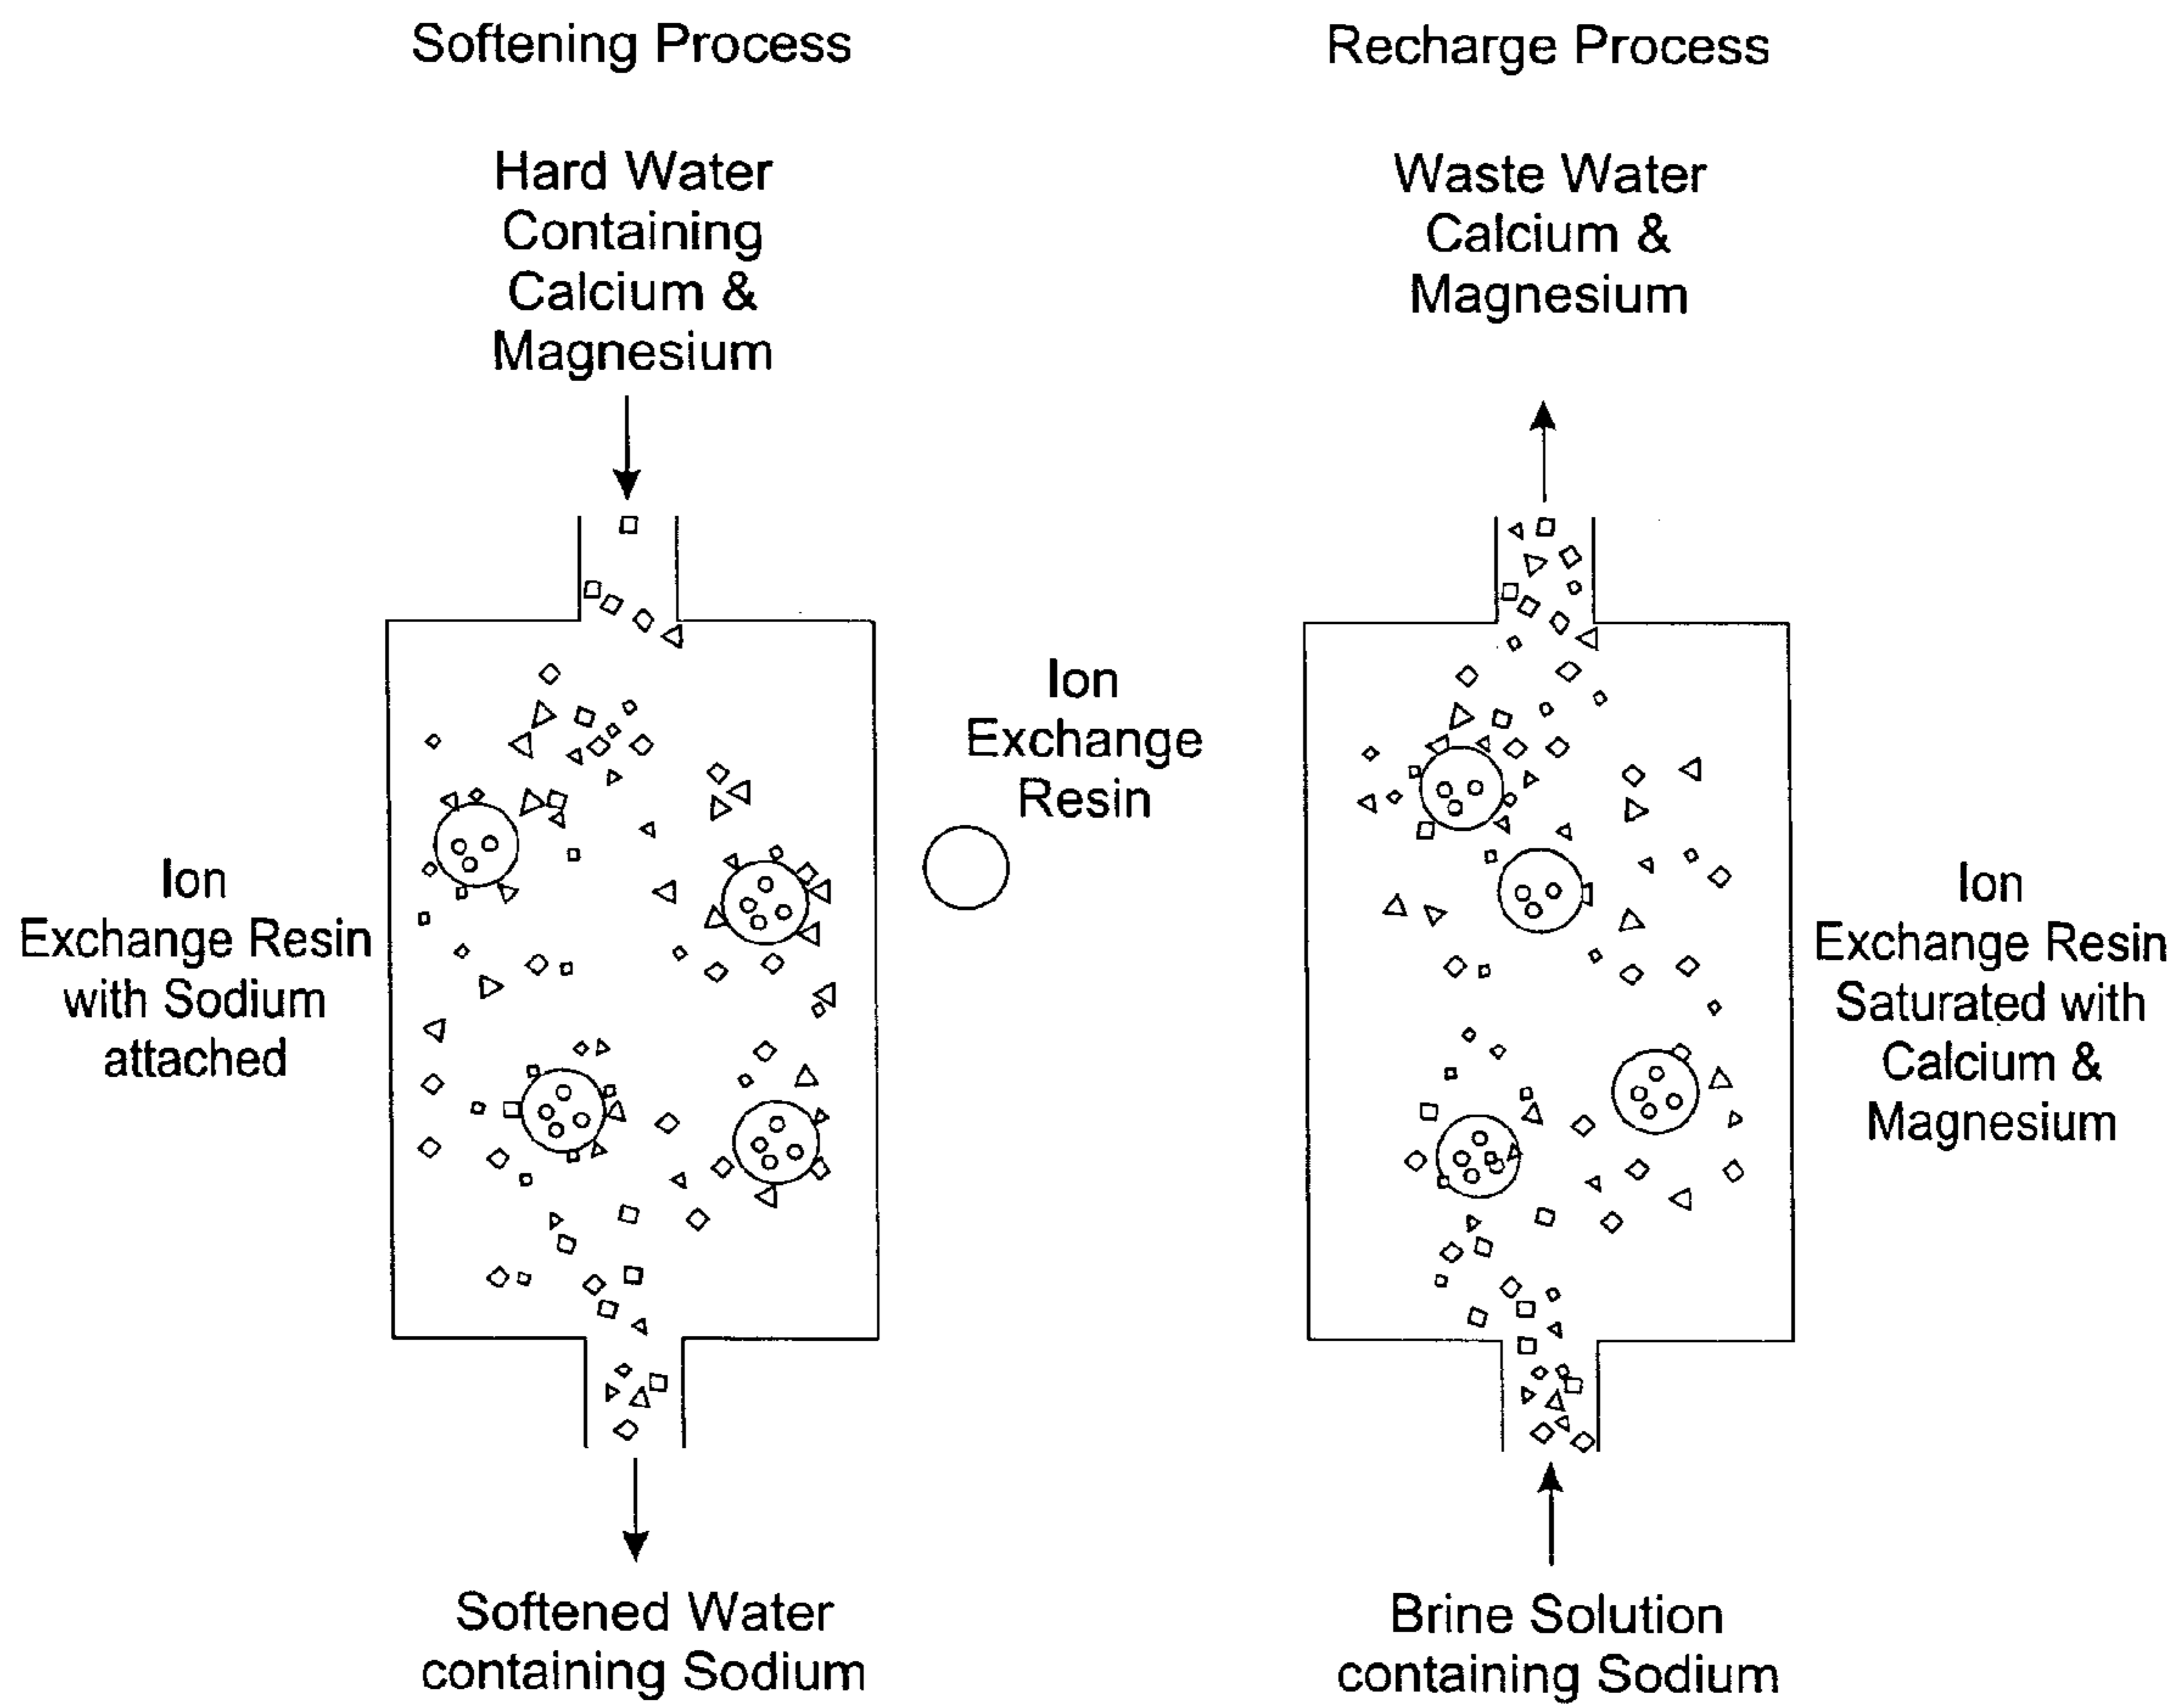 Softening Process
Hard Water
Containing
Calcium &
Magnesium
Ion
Exchange Resin
with Sodium
attached
Softened Water
containing Sodium
Ion
Exchange
Resin
Recharge Process
Waste Water
Calcium &
Magnesium
Ion
Exchange Resin
Saturated with
Calcium &
Magnesium
Brine Solution
containing Sodium